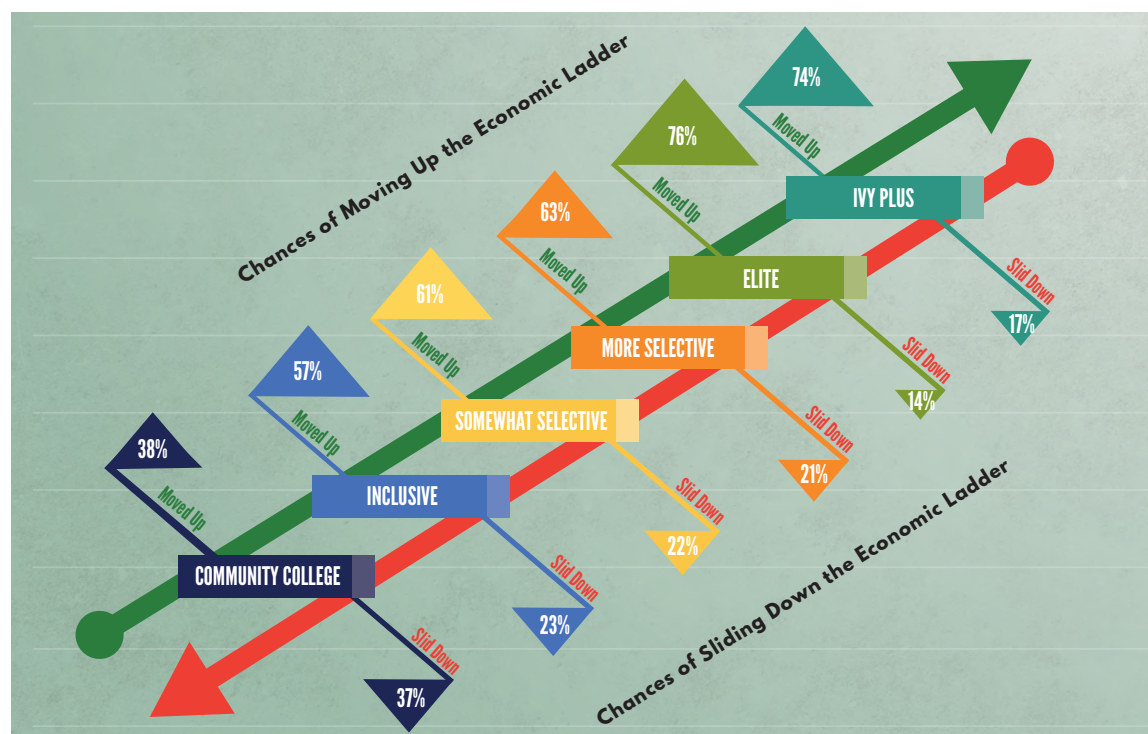 Chances of Moving Up the Economic Ladder
74%
Moved Up
IVY PLUS
Slid Down
17%
76%
Moved Up
ELITE
Slid Down
14%
63%
Moved Up
MORE SELECTIVE
Slid Down
21%
61%
Moved Up
SOMEWHAT SELECTIVE
Slid Down
22%
57%
Moved Up
INCLUSIVE
Slid Down
23%
38%
Moved Up
COMMUNITY COLLEGE
Slid Down
37%
Chances of Sliding Down the Economic Ladder